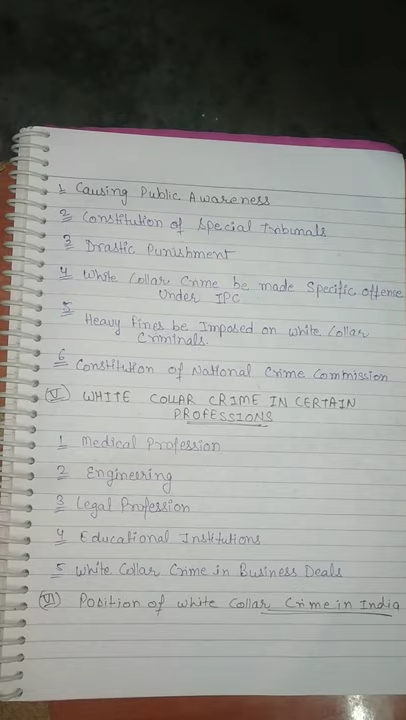 1 Causing Public Awareness
2 Constitution of Special Tribunals
3 Drastic Punishment
4 White Collar Crime be made Specific offence
Under IPC
5
Heavy Fines be Imposed on White Collar
Criminals.
6 Constitution of National Crime Commission
(V) WHITE COLLAR CRIME IN CERTAIN
PROFESSIONS
1 Medical Profession
2 Engineering
3 Legal Profession
4 Educational Institutions
5 White Collar Crime in Business Deals
(VI) Position of White Collar Crime in India